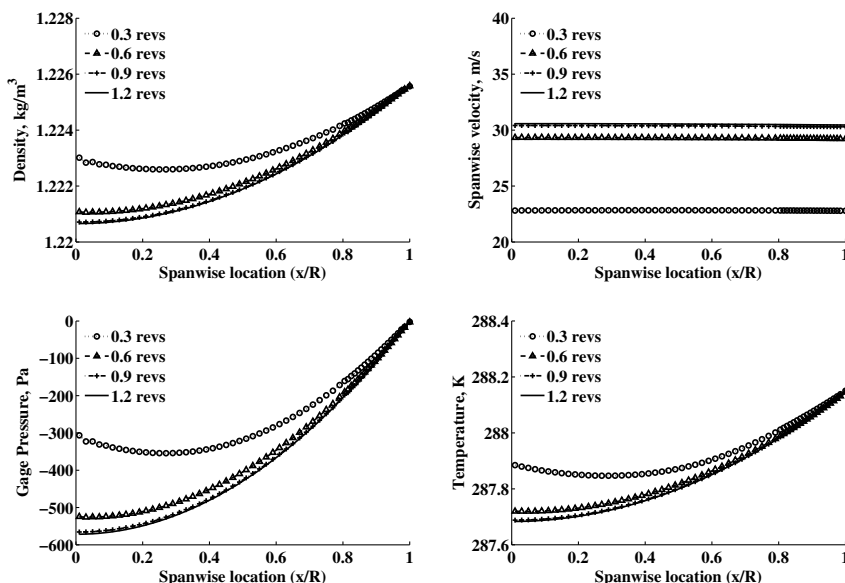 1.228
1.226
1.224
1.222
1.22
Density, kg/m³
0.3 revs
0.6 revs
0.9 revs
1.2 revs
0 0.2 0.4 0.6 0.8 1
Spanwise location (x/R)
40
35
30
25
20
Spanwise velocity, m/s
0.3 revs
0.6 revs
0.9 revs
1.2 revs
0 0.2 0.4 0.6 0.8 1
Spanwise location (x/R)
0
−100
−200
−300
−400
−500
−600
Gage Pressure, Pa
0.3 revs
0.6 revs
0.9 revs
1.2 revs
0 0.2 0.4 0.6 0.8 1
Spanwise location (x/R)
288.4
288.2
288
287.8
287.6
Temperature, K
0.3 revs
0.6 revs
0.9 revs
1.2 revs
0 0.2 0.4 0.6 0.8 1
Spanwise location (x/R)